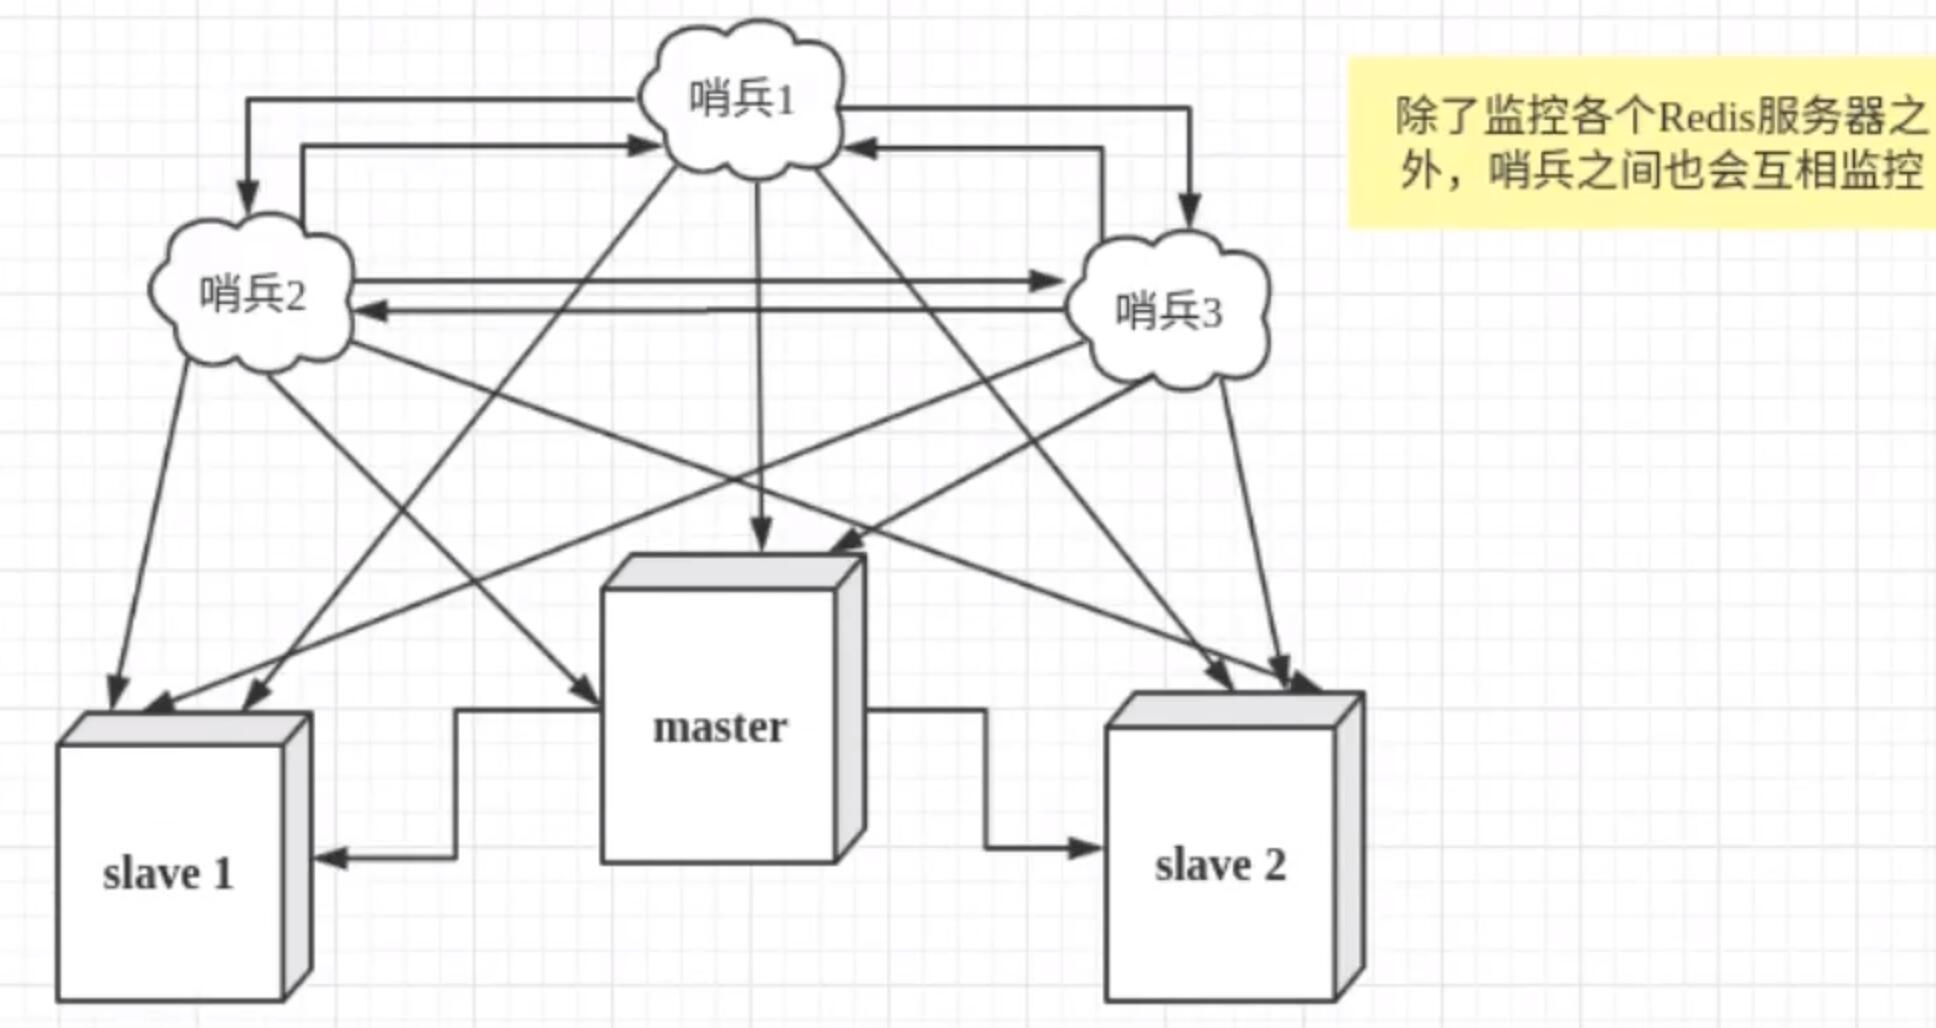 哨兵1
除了监控各个Redis服务器之
外，哨兵之间也会互相监控
哨兵2
哨兵3
master
slave 1
slave 2